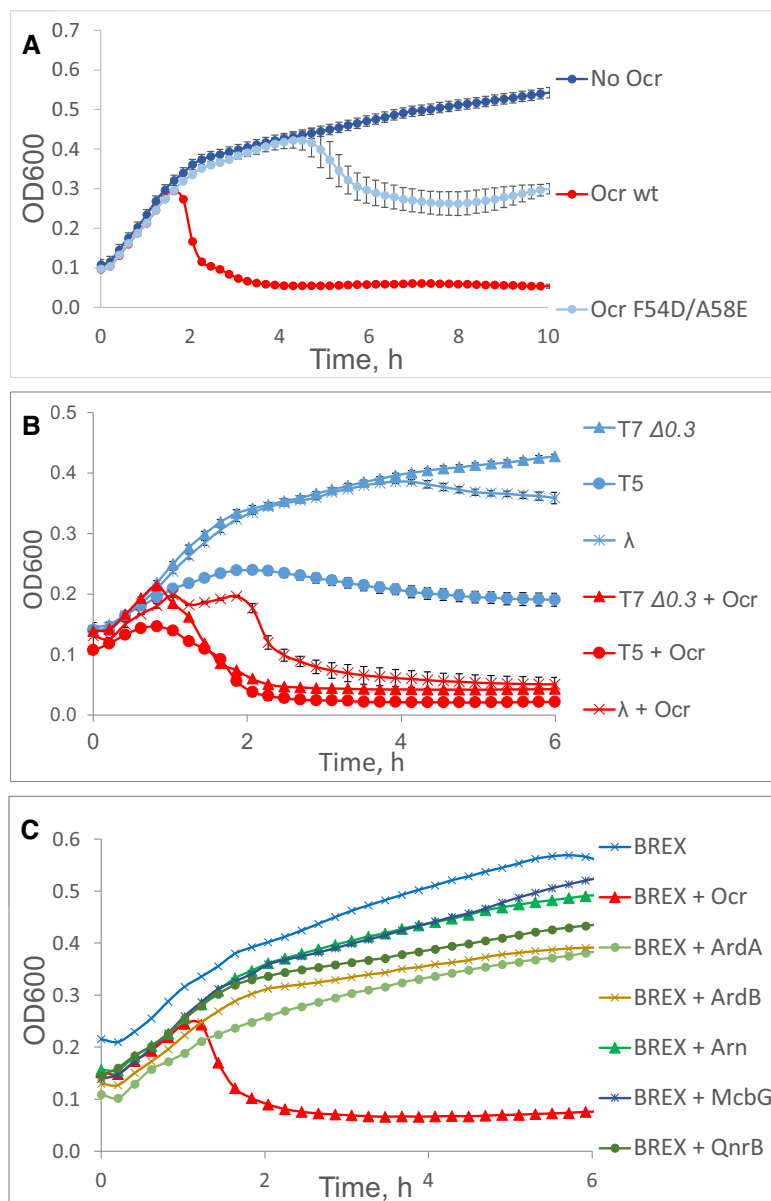 A
0.7
0.6
0.5
0.4
0.3
0.2
0.1
0.0
OD600
0 2 4 6 8 10
Time, h
No Ocr
Ocr wt
Ocr F54D/A58E
B
0.5
0.4
0.3
0.2
0.1
0.0
OD600
0 2 4 6
Time, h
T7 Δ0.3
T5
λ
T7 Δ0.3 + Ocr
T5 + Ocr
λ + Ocr
C
0.6
0.5
0.4
0.3
0.2
0.1
0.0
OD600
0 2 4 6
Time, h
BREX
BREX + Ocr
BREX + ArdA
BREX + ArdB
BREX + Arn
BREX + McbG
BREX + QnrB